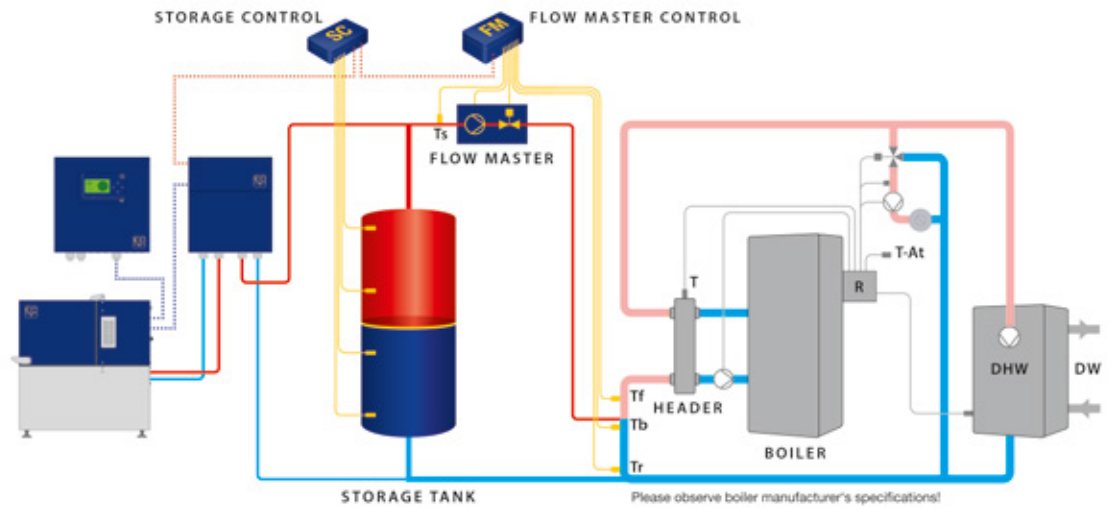 STORAGE CONTROL
FLOW MASTER CONTROL
SC
FM
Ts
FLOW MASTER
T
T-At
R
DHW
DW
Tf
HEADER
Tb
BOILER
Tr
STORAGE TANK
Please observe boiler manufacturer's specifications!